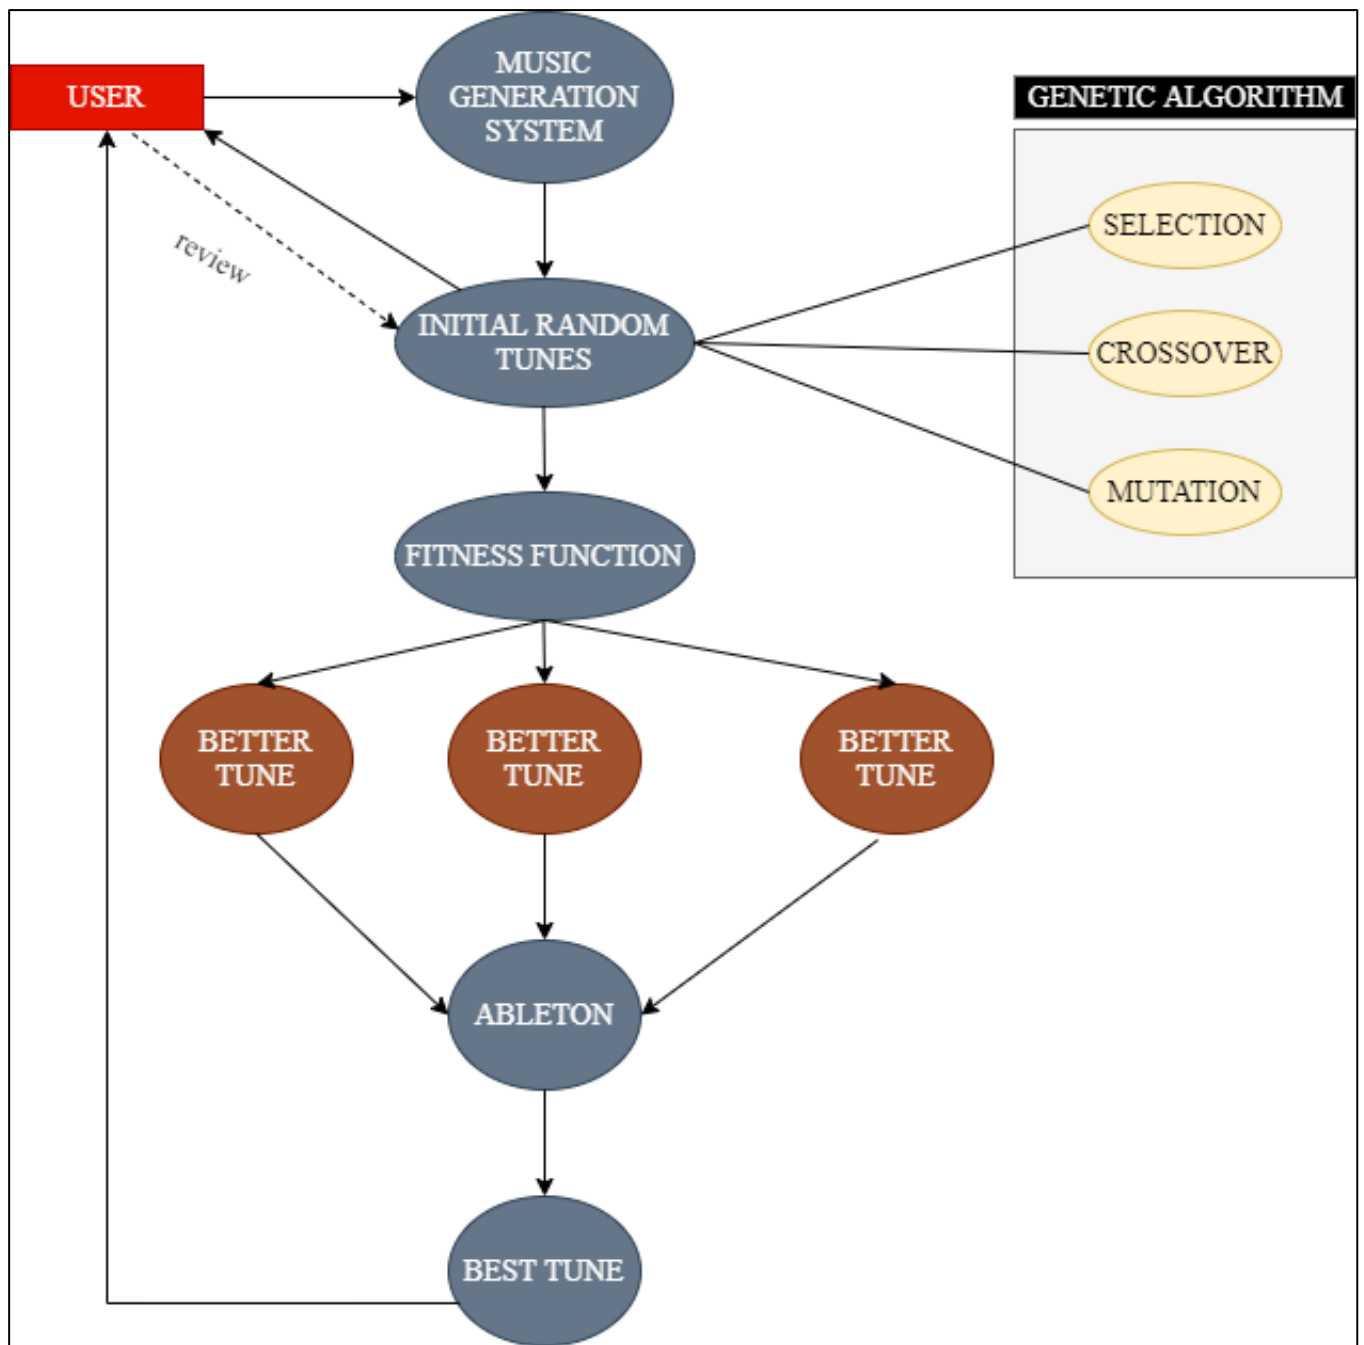 MUSIC
GENERATION
SYSTEM
USER
GENETIC ALGORITHM
SELECTION
review
INITIAL RANDOM
TUNES
CROSSOVER
MUTATION
FITNESS FUNCTION
BETTER
TUNE
BETTER
TUNE
BETTER
TUNE
ABLETON
BEST TUNE